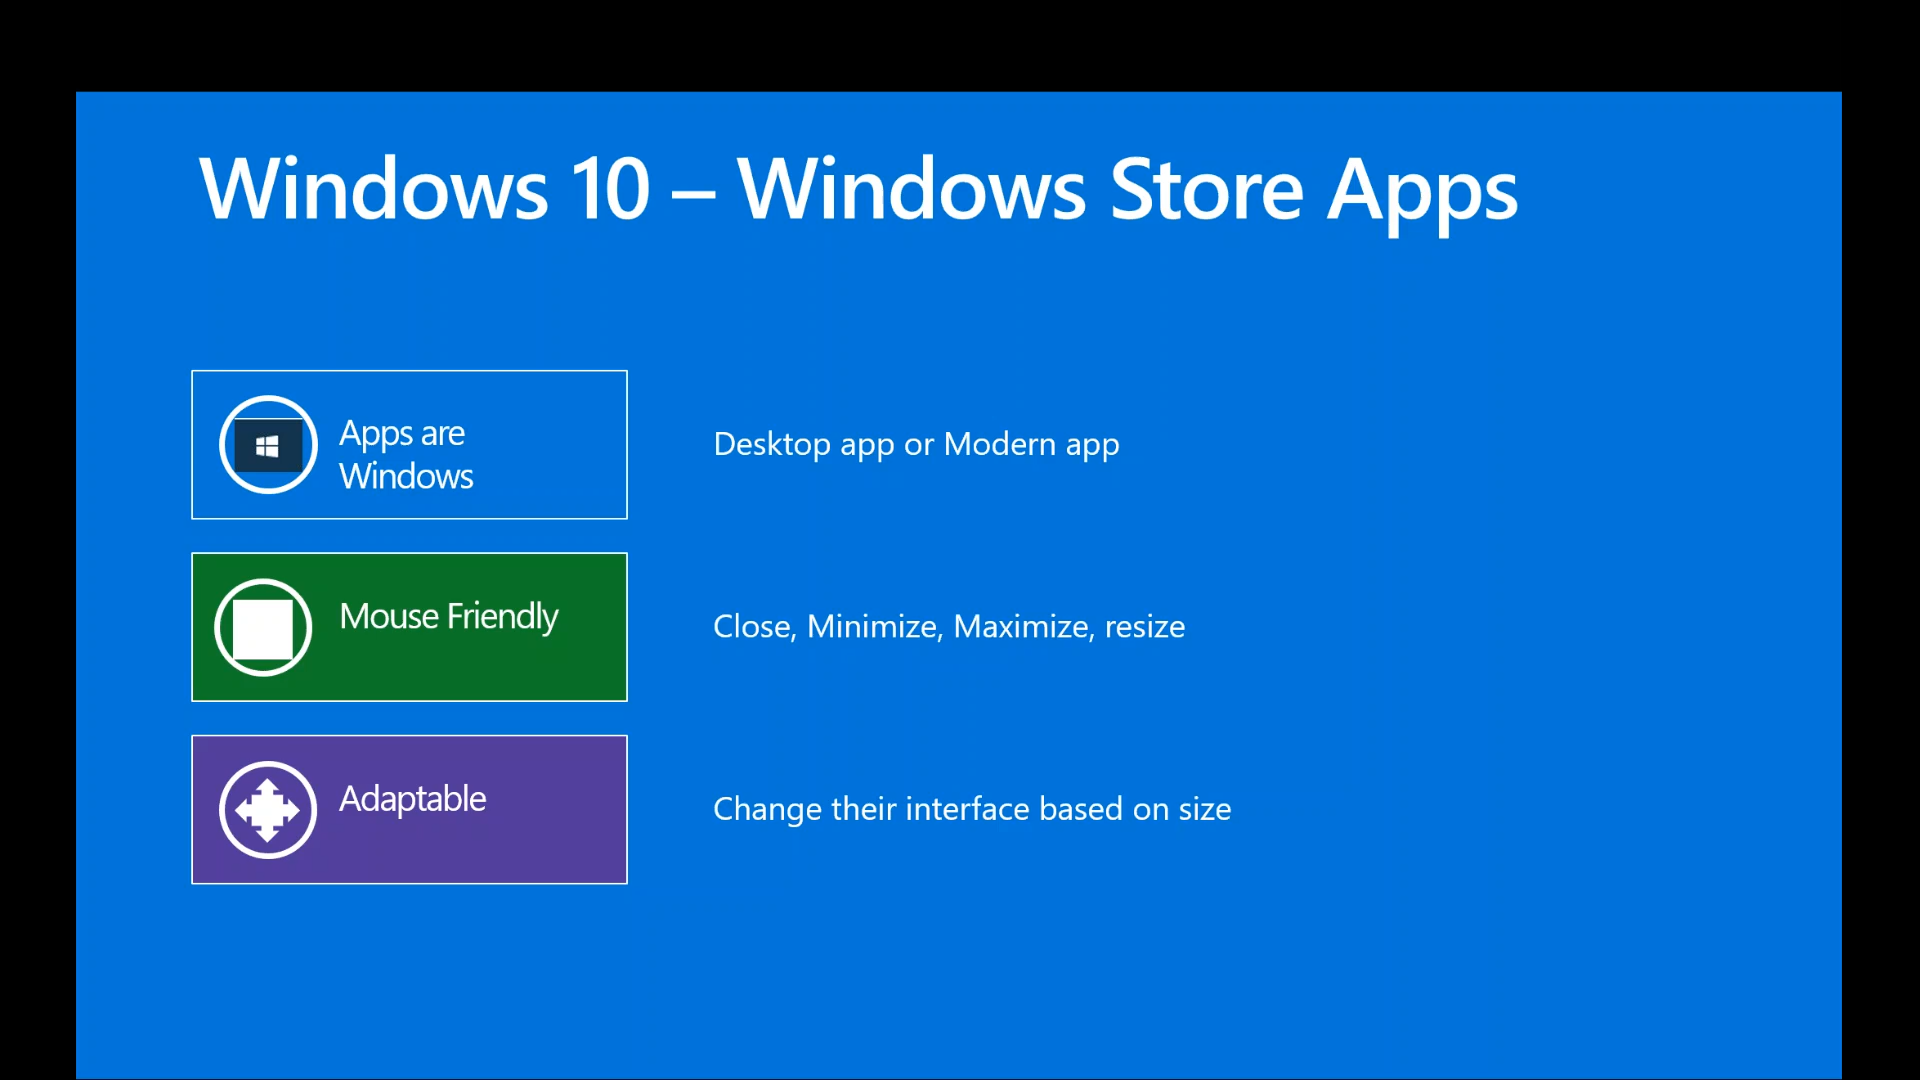 Windows 10 – Windows Store Apps
Apps are
Windows
Desktop app or Modern app
Mouse Friendly
Close, Minimize, Maximize, resize
Adaptable
Change their interface based on size